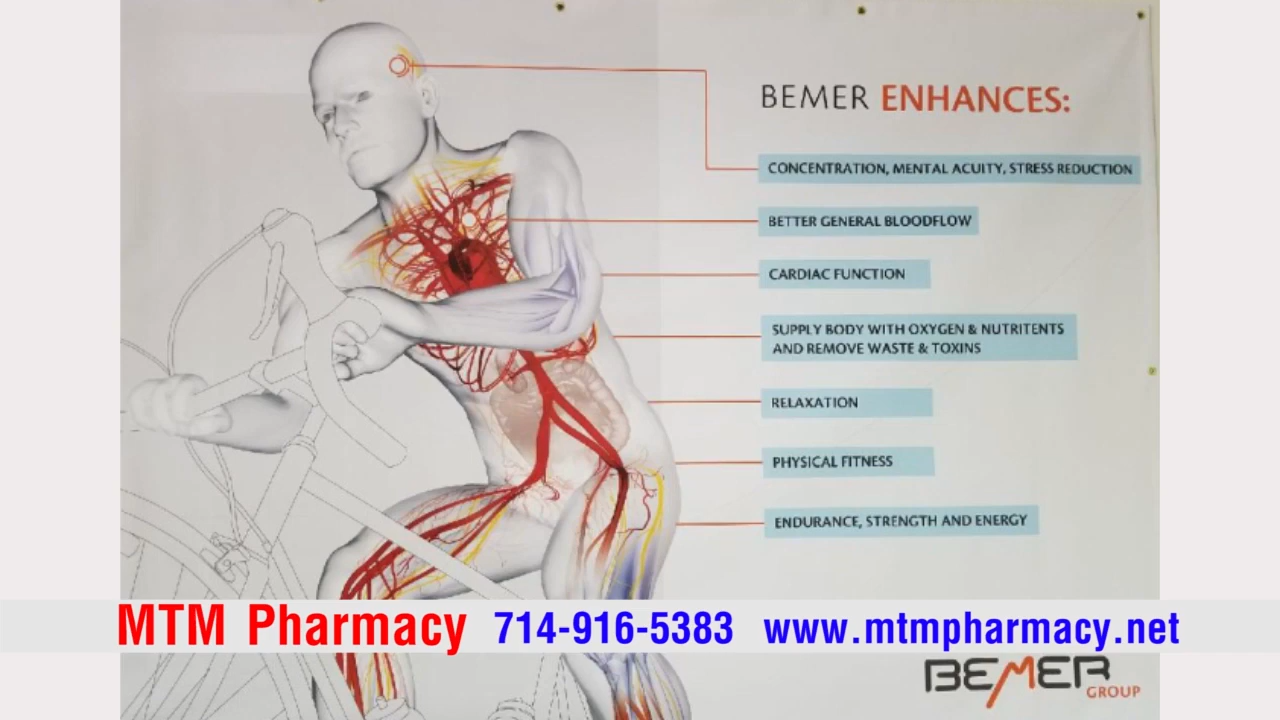 BEMER ENHANCES:
CONCENTRATION, MENTAL ACUITY, STRESS REDUCTION
BETTER GENERAL BLOODFLOW
CARDIAC FUNCTION
SUPPLY BODY WITH OXYGEN & NUTRITENTS
AND REMOVE WASTE & TOXINS
RELAXATION
PHYSICAL FITNESS
ENDURANCE, STRENGTH AND ENERGY
MTM Pharmacy 714-916-5383 www.mtmpharmacy.net
BEMER
GROUP